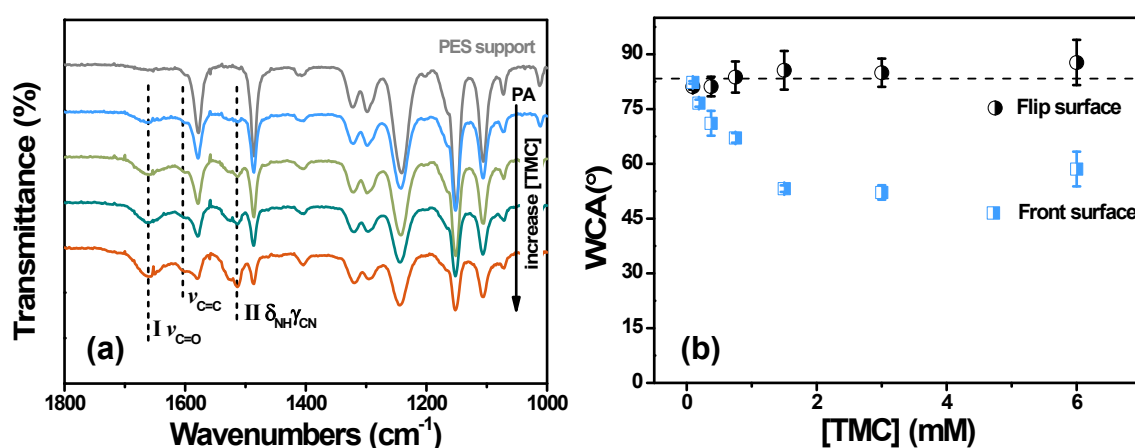 Transmittance (%)
PES support
PA
increase [TMC]
I νC=O
νC=C
II δNHγCN
(a)
1800 1600 1400 1200 1000
Wavenumbers (cm-1)
WCA(°)
90
75
60
45
30
15
0
Flip surface
Front surface
(b)
0 2 4 6
[TMC] (mM)